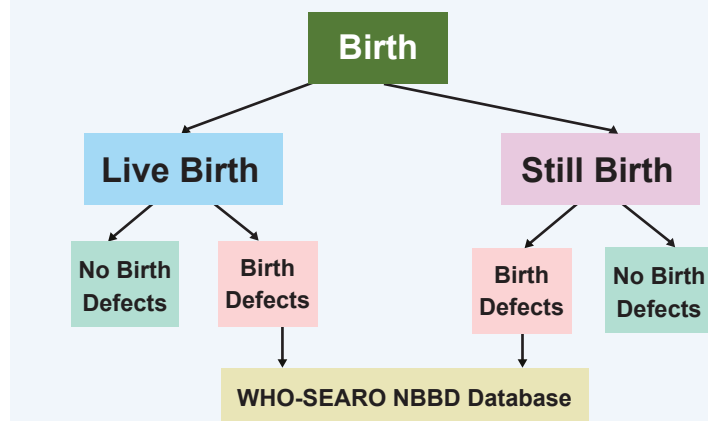 Birth
Live Birth
Still Birth
No Birth
Defects
Birth
Defects
Birth
Defects
No Birth
Defects
WHO-SEARO NBBD Database